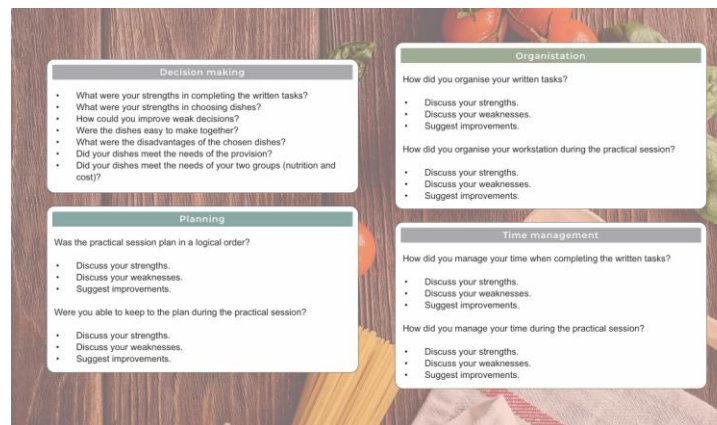 Decision making
• What were your strengths in completing the written tasks?
• What were your strengths in choosing dishes?
• How could you improve weak decisions?
• Were the dishes easy to make together?
• What were the disadvantages of the chosen dishes?
• Did your dishes meet the needs of the provision?
• Did your dishes meet the needs of your two groups (nutrition and
cost)?
Planning
Was the practical session plan in a logical order?
• Discuss your strengths.
• Discuss your weaknesses.
• Suggest improvements.
Were you able to keep to the plan during the practical session?
• Discuss your strengths.
• Discuss your weaknesses.
• Suggest improvements.
Organistation
How did you organise your written tasks?
• Discuss your strengths.
• Discuss your weaknesses.
• Suggest improvements.
How did you organise your workstation during the practical session?
• Discuss your strengths.
• Discuss your weaknesses.
• Suggest improvements.
Time management
How did you manage your time when completing the written tasks?
• Discuss your strengths.
• Discuss your weaknesses.
• Suggest improvements.
How did you manage your time during the practical session?
• Discuss your strengths.
• Discuss your weaknesses.
• Suggest improvements.